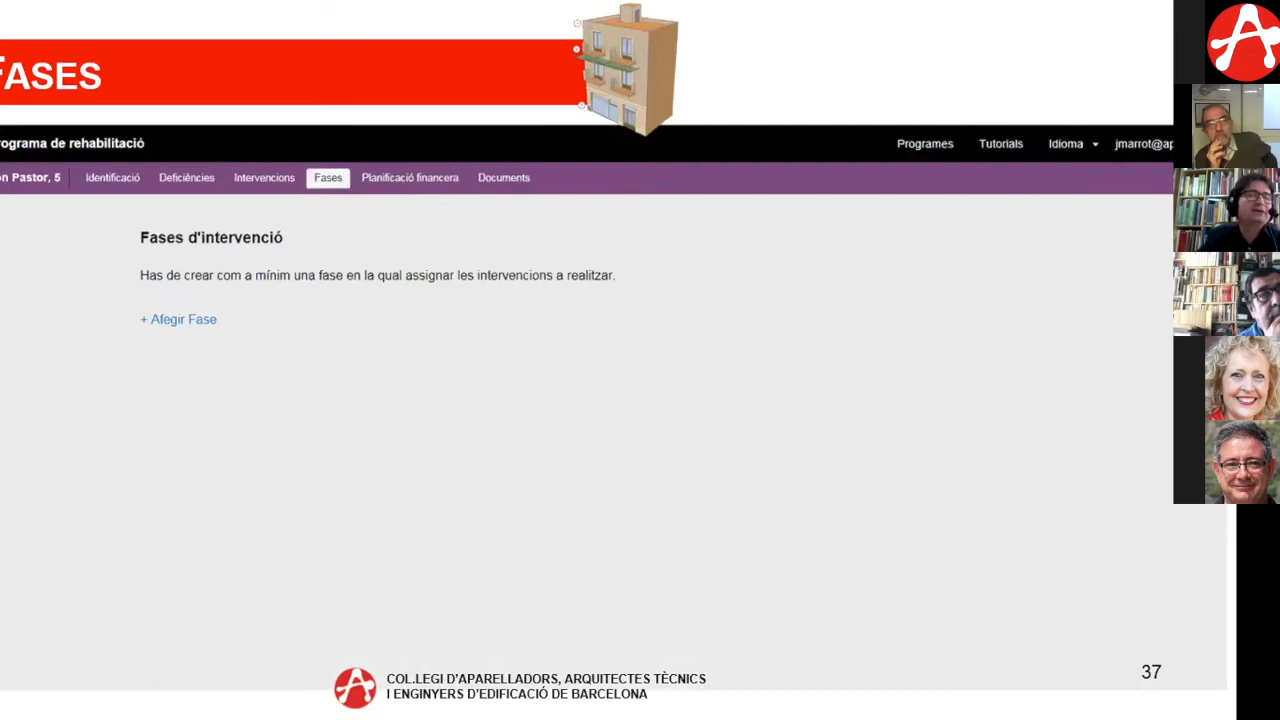 FASES
rograma de rehabilitació
Programes
Tutorials
Idioma
jmarrot@ap
n Pastor, 5
Identificació
Deficiències
Intervencions
Fases
Planificació financera
Documents
Fases d'intervenció
Has de crear com a mínim una fase en la qual assignar les intervencions a realitzar.
+ Afegir Fase
COL.LEGI D'APARELLADORS, ARQUITECTES TÈCNICS
I ENGINYERS D'EDIFICACIÓ DE BARCELONA
37